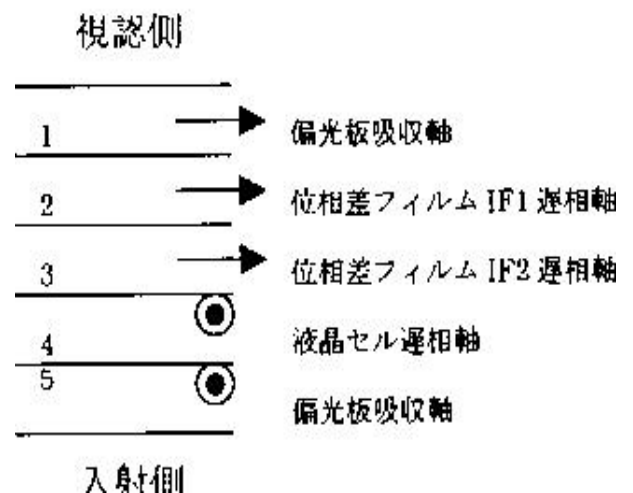 視認側
1 偏光板吸収軸
2 位相差フィルム IF1 遅相軸
3 位相差フィルム IF2 遅相軸
4 液晶セル遅相軸
5 偏光板吸収軸
入射側